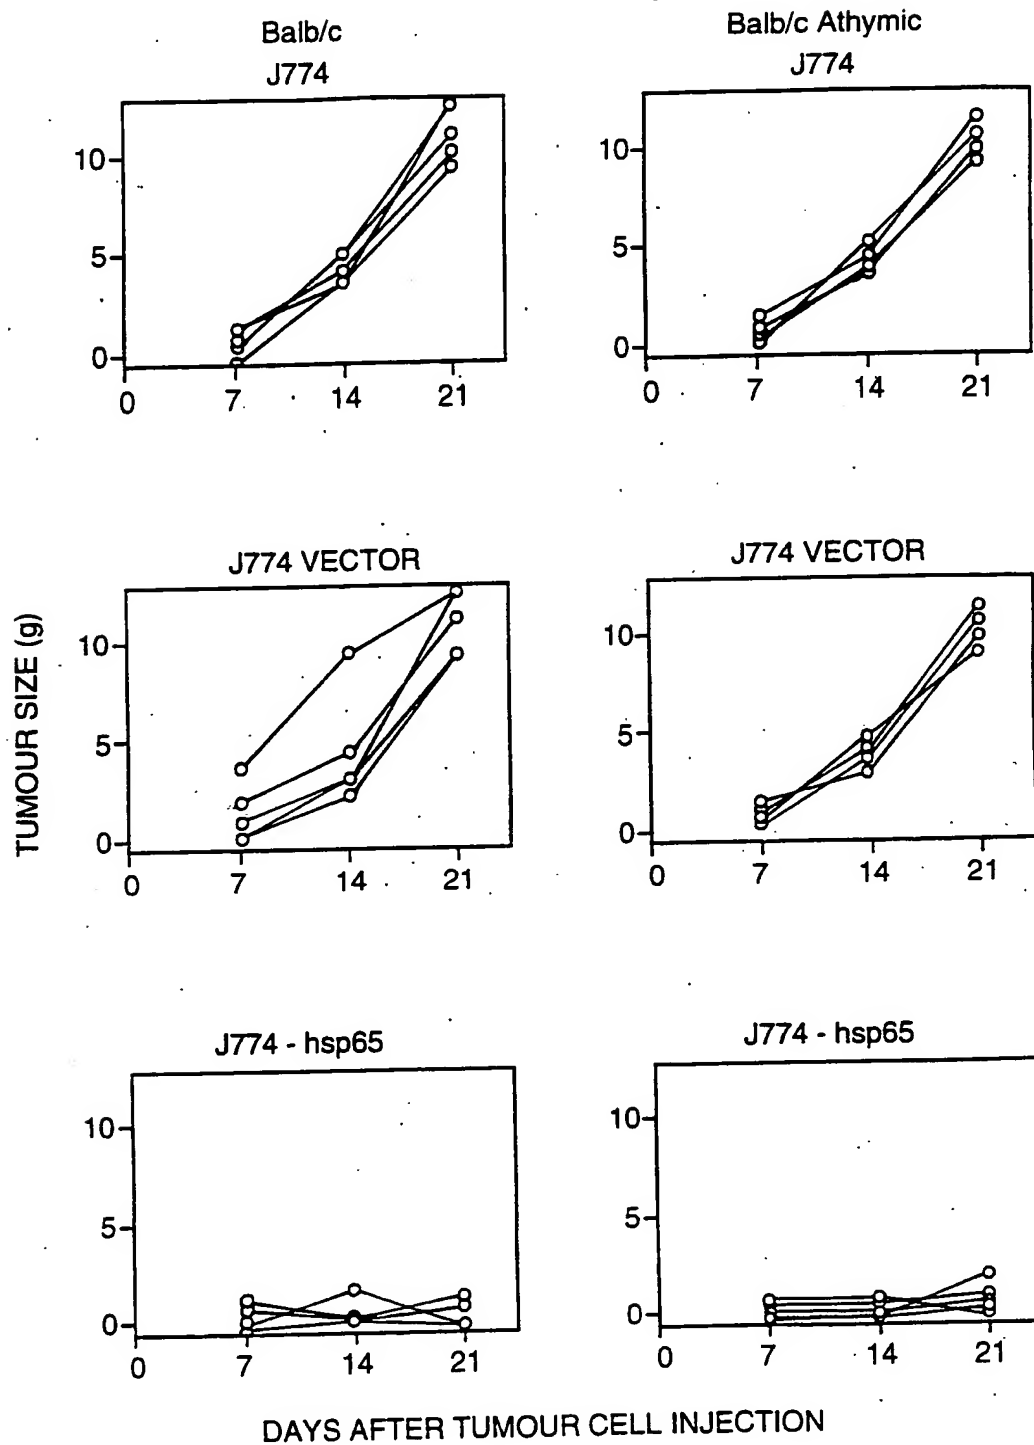 Balb/c
J774
10
5
0
0 7 14 21
Balb/c Athymic
J774
10
5
0
0 7 14 21
TUMOUR SIZE (g)
J774 VECTOR
10
5
0
0 7 14 21
J774 VECTOR
10
5
0
0 7 14 21
J774 - hsp65
10
5
0
0 7 14 21
J774 - hsp65
10
5
0
0 7 14 21
DAYS AFTER TUMOUR CELL INJECTION